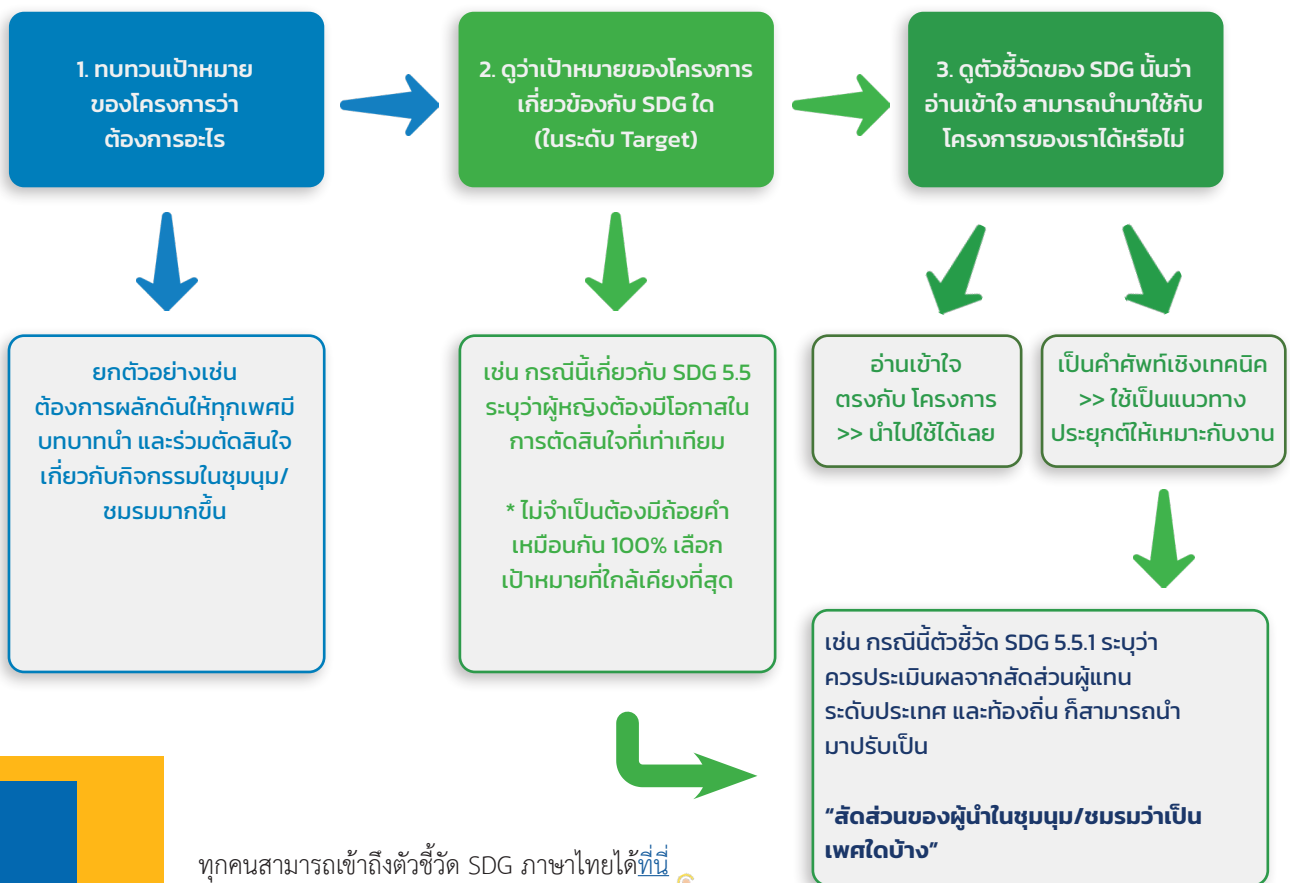 1. ทบทวนเป้าหมาย
ของโครงการว่า
ต้องการอะไร
2. ดูว่าเป้าหมายของโครงการ
เกี่ยวข้องกับ SDG ใด
(ในระดับ Target)
3. ดูตัวชี้วัดของ SDG นั้นว่า
อ่านเข้าใจ สามารถนำมาใช้กับ
โครงการของเราได้หรือไม่
ยกตัวอย่างเช่น
ต้องการผลักดันให้ทุกเพศมี
บทบาทนำ และร่วมตัดสินใจ
เกี่ยวกับกิจกรรมในชุมนุม/
ชมรมมากขึ้น
เช่น กรณีนี้เกี่ยวกับ SDG 5.5
ระบุว่าผู้หญิงต้องมีโอกาสใน
การตัดสินใจที่เท่าเทียม
* ไม่จำเป็นต้องมีถ้อยคำ
เหมือนกัน 100% เลือก
เป้าหมายที่ใกล้เคียงที่สุด
อ่านเข้าใจ
ตรงกับ โครงการ
>> นำไปใช้ได้เลย
เป็นคำศัพท์เชิงเทคนิค
>> ใช้เป็นแนวทาง
ประยุกต์ให้เหมาะกับงาน
เช่น กรณีนี้ตัวชี้วัด SDG 5.5.1 ระบุว่า
ควรประเมินผลจากสัดส่วนผู้แทน
ระดับประเทศ และท้องถิ่น ก็สามารถนำ
มาปรับเป็น
“สัดส่วนของผู้นำในชุมนุม/ชมรมว่าเป็น
เพศใดบ้าง”
ทุกคนสามารถเข้าถึงตัวชี้วัด SDG ภาษาไทยได้ที่นี่